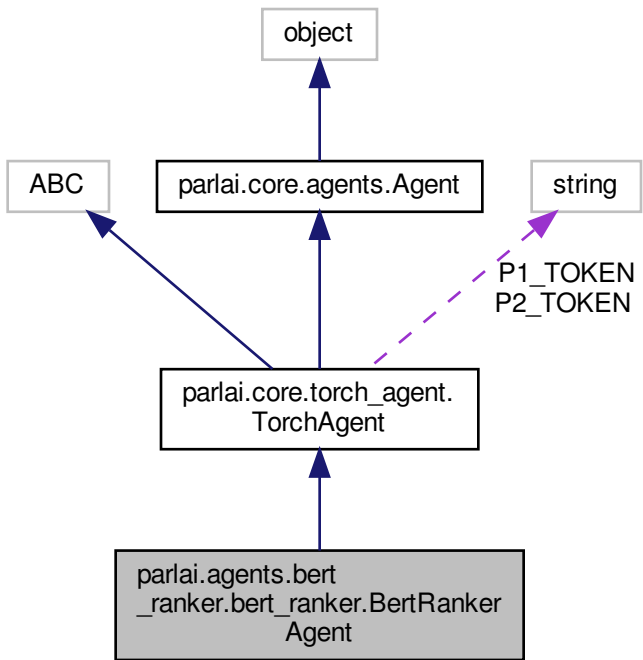 object
ABC
parlai.core.agents.Agent
string
P1_TOKEN
P2_TOKEN
parlai.core.torch_agent.
TorchAgent
parlai.agents.bert
_ranker.bert_ranker.BertRanker
Agent